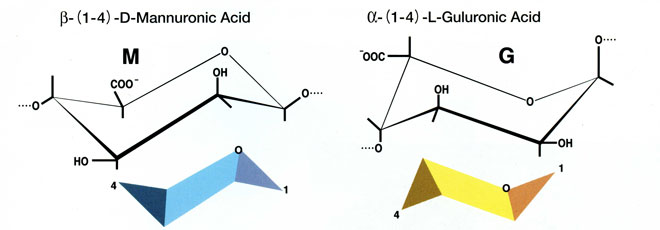 β-(1-4)-D-Mannuronic Acid
M
O
COO⁻
OH
····O
O····
HO
O
4
1
α-(1-4)-L-Guluronic Acid
G
O····
⁻OOC
OH
O
OH
····O
1
O
4